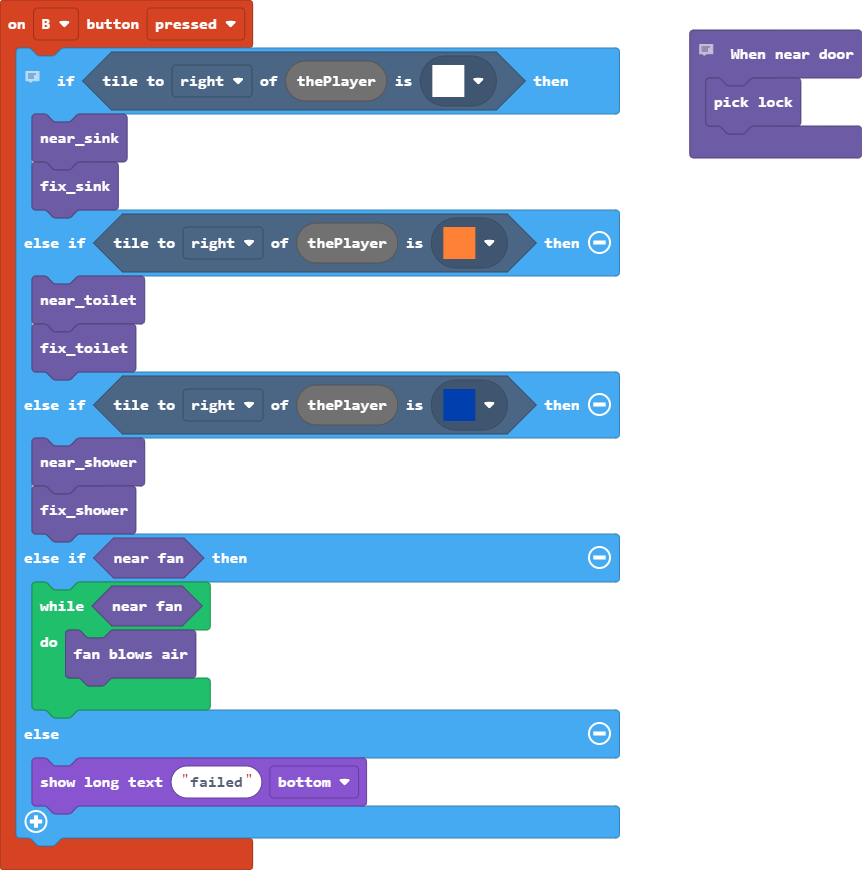 on B button pressed
if tile to right of thePlayer is then
near_sink
fix_sink
else if tile to right of thePlayer is then
near_toilet
fix_toilet
else if tile to right of thePlayer is then
near_shower
fix_shower
else if near fan then
while near fan
do
fan blows air
else
show long text "failed" bottom
When near door
pick lock